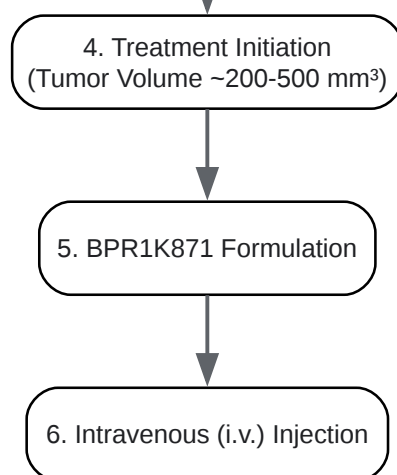 4. Treatment Initiation
(Tumor Volume ~200-500 mm³)
5. BPR1K871 Formulation
6. Intravenous (i.v.) Injection